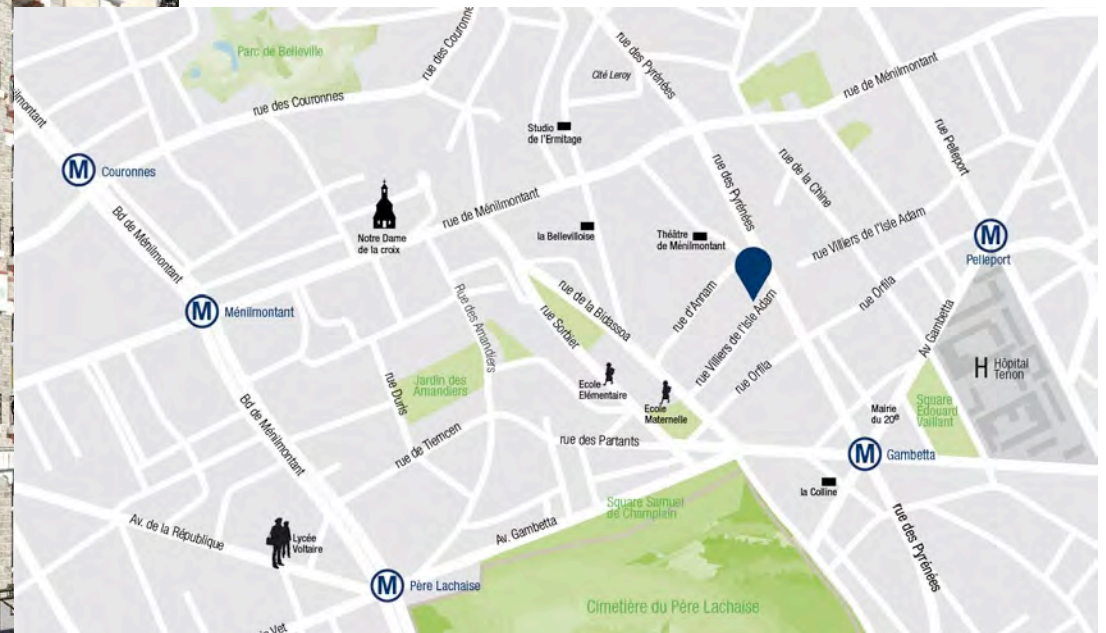 Parc de Belleville
rue des Couronnes
rue des Couronnes
rue des Pyrénées
Cité Leroy
rue de Ménilmontant
Studio
de l'Ermitage
rue Pelleport
M Couronnes
rue des Pyrénées
rue de la Chine
Bd de Ménilmontant
Notre Dame
de la croix
rue de Ménilmontant
la Bellevilloise
Théâtre
de Ménilmontant
rue Villiers de l'Isle Adam
M
Pelleport
M Ménilmontant
Rue des Amandiers
rue Sorbier
rue de la Bidassoa
rue d'Annam
rue Villiers de l'Isle Adam
rue Orfila
Av Gambetta
H Hôpital
Tenon
Jardin des
Amandiers
rue Duris
Ecole
Elémentaire
Ecole
Maternelle
rue Orfila
Mairie
du 20e
Square
Edouard
Vaillant
Bd de Ménilmontant
rue de Tlemcen
rue des Partants
M Gambetta
la Colline
Square Samuel
de Champlain
Av. de la République
Lycée
Voltaire
Av. Gambetta
rue des Pyrénées
M Père Lachaise
Cimetière du Père Lachaise